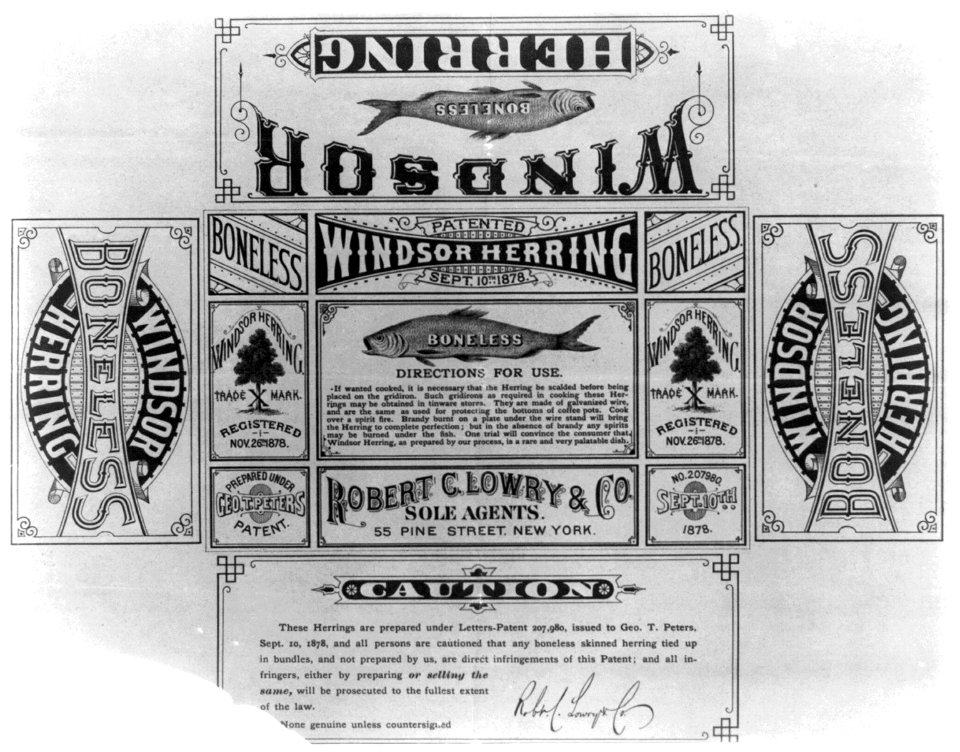 HERRING
BONELESS
WINDSOR
BONELESS
WINDSOR
HERRING
BONELESS
PATENTED
WINDSOR HERRING
SEPT. 10TH 1878.
BONELESS.
WINDSOR HERRING.
TRADE MARK.
REGISTERED
-i-
NOV. 26TH 1878.
BONELESS
DIRECTIONS FOR USE.
-If wanted cooked, it is necessary that the Herring be scalded before being
placed on the gridiron. Such gridirons as required in cooking these Her-
rings may be obtained in tinware stores. They are made of galvanized wire,
and are the same as used for protecting the bottoms of coffee pots. Cook
over a spirit fire. Brandy burnt on a plate under the wire stand will bring
the Herring to complete perfection; but in the absence of brandy any spirits
may be burned under the fish. One trial will convince the consumer that
Windsor Herring, as prepared by our process, is a rare and very palatable dish.
WINDSOR HERRING.
TRADE MARK.
REGISTERED
-i-
NOV. 26TH 1878.
PREPARED UNDER
GEO. T. PETERS
PATENT.
ROBERT C. LOWRY & CO.
SOLE AGENTS.
55 PINE STREET, NEW YORK.
NO. 207980.
SEPT. 10TH
1878.
BONELESS
WINDSOR
HERRING
CAUTION
These Herrings are prepared under Letters-Patent 207,980, issued to Geo. T. Peters,
Sept. 10, 1878, and all persons are cautioned that any boneless skinned herring tied up
in bundles, and not prepared by us, are direct infringements of this Patent; and all in-
fringers, either by preparing or selling the
same, will be prosecuted to the fullest extent
of the law.
None genuine unless countersigned
Robt. C. Lowry & Co.